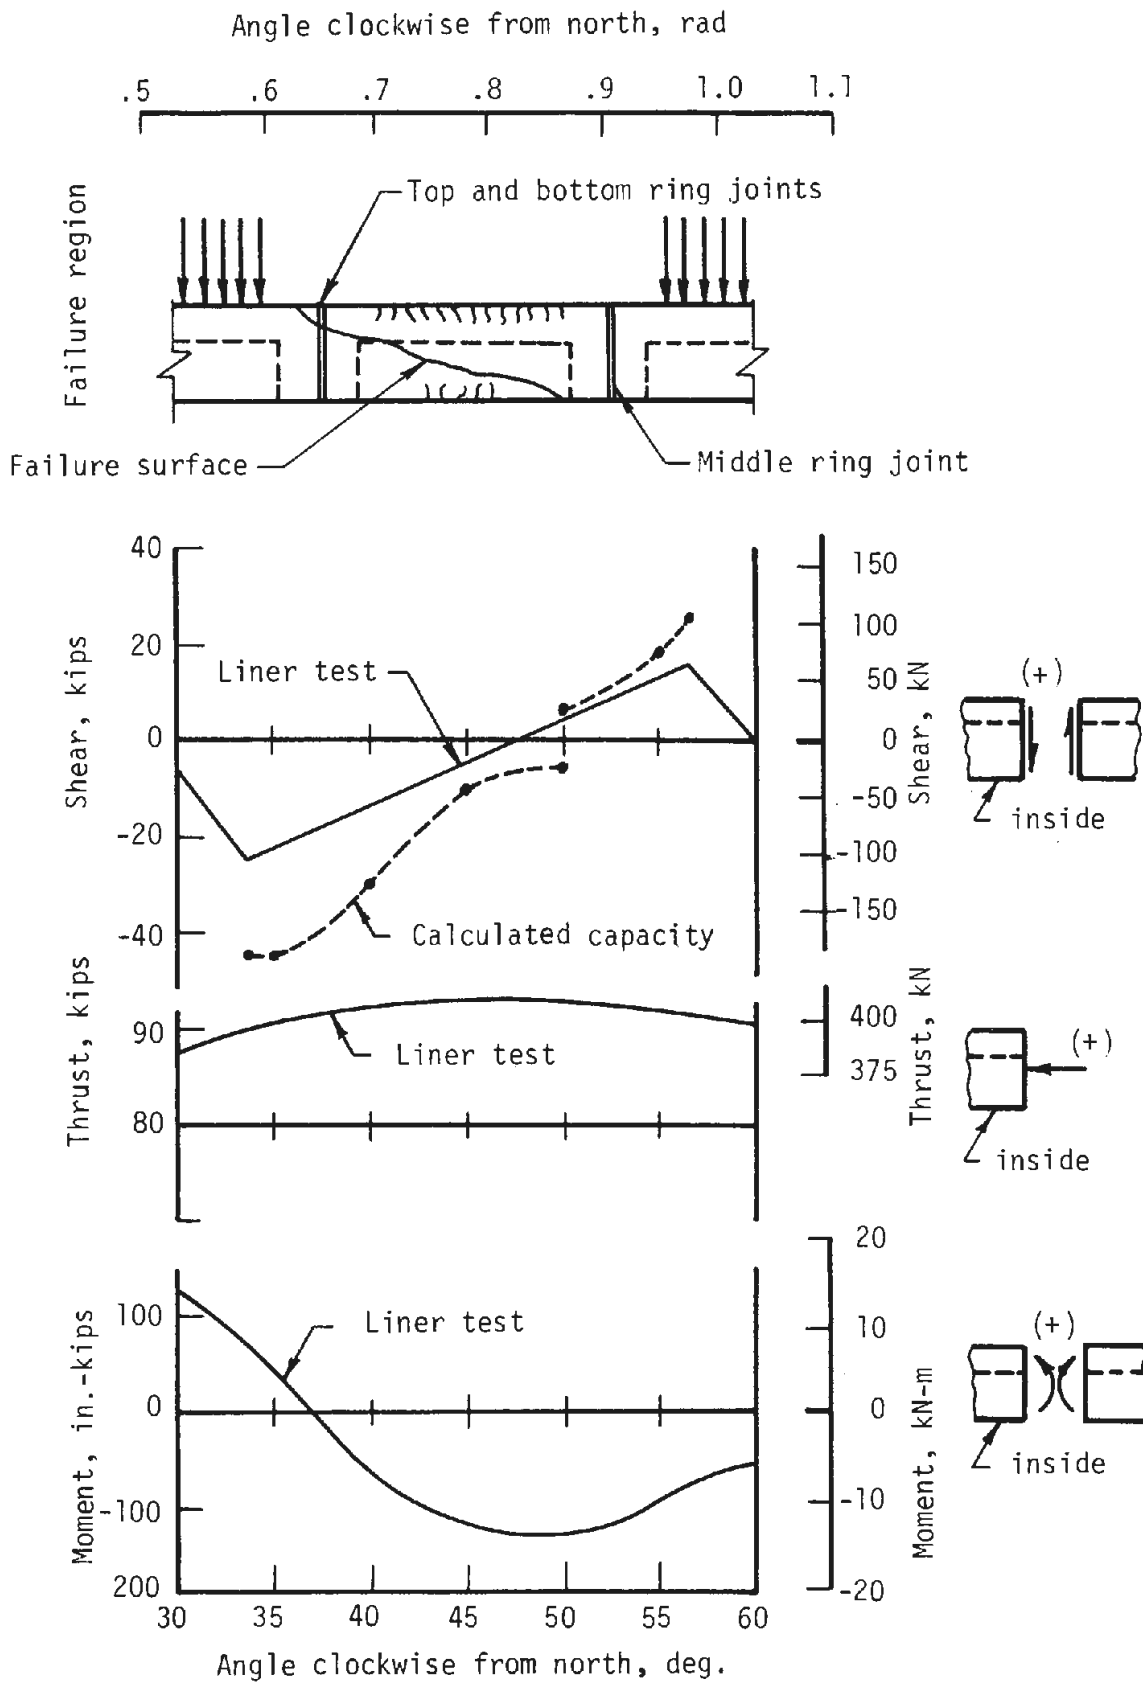 Angle clockwise from north, rad
.5 .6 .7 .8 .9 1.0 1.1
Failure region
Top and bottom ring joints
Failure surface
Middle ring joint
Shear, kips
40
20
0
-20
-40
Liner test
Calculated capacity
150
100
50
0
-50
-100
-150
Shear, kN
(+)
inside
Thrust, kips
90
80
Liner test
400
375
Thrust, kN
(+)
inside
Moment, in.-kips
100
0
-100
200
Liner test
20
10
0
-10
-20
Moment, kN-m
(+)
inside
30 35 40 45 50 55 60
Angle clockwise from north, deg.